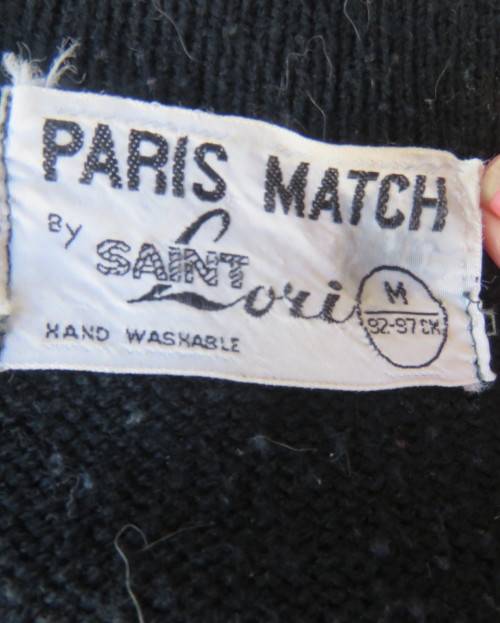 PARIS MATCH
BY SAINT Lori
M
92-97 CM
HAND WASHABLE